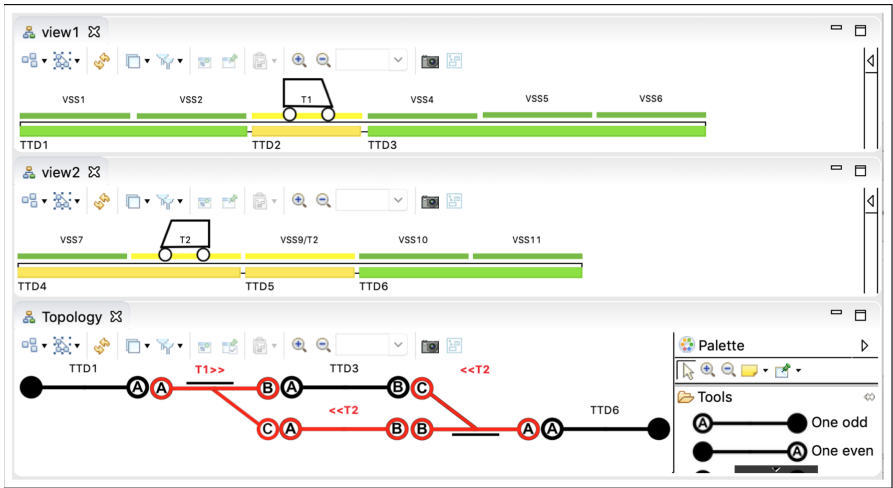 view1
VSS1 VSS2 T1 VSS4 VSS5 VSS6
TTD1 TTD2 TTD3
view2
VSS7 T2 VSS9/T2 VSS10 VSS11
TTD4 TTD5 TTD6
Topology
Palette
TTD1 T1>> TTD3 <<T2
A A B A B C
Tools
<<T2 TTD6
C A B B A A
A One odd
A One even